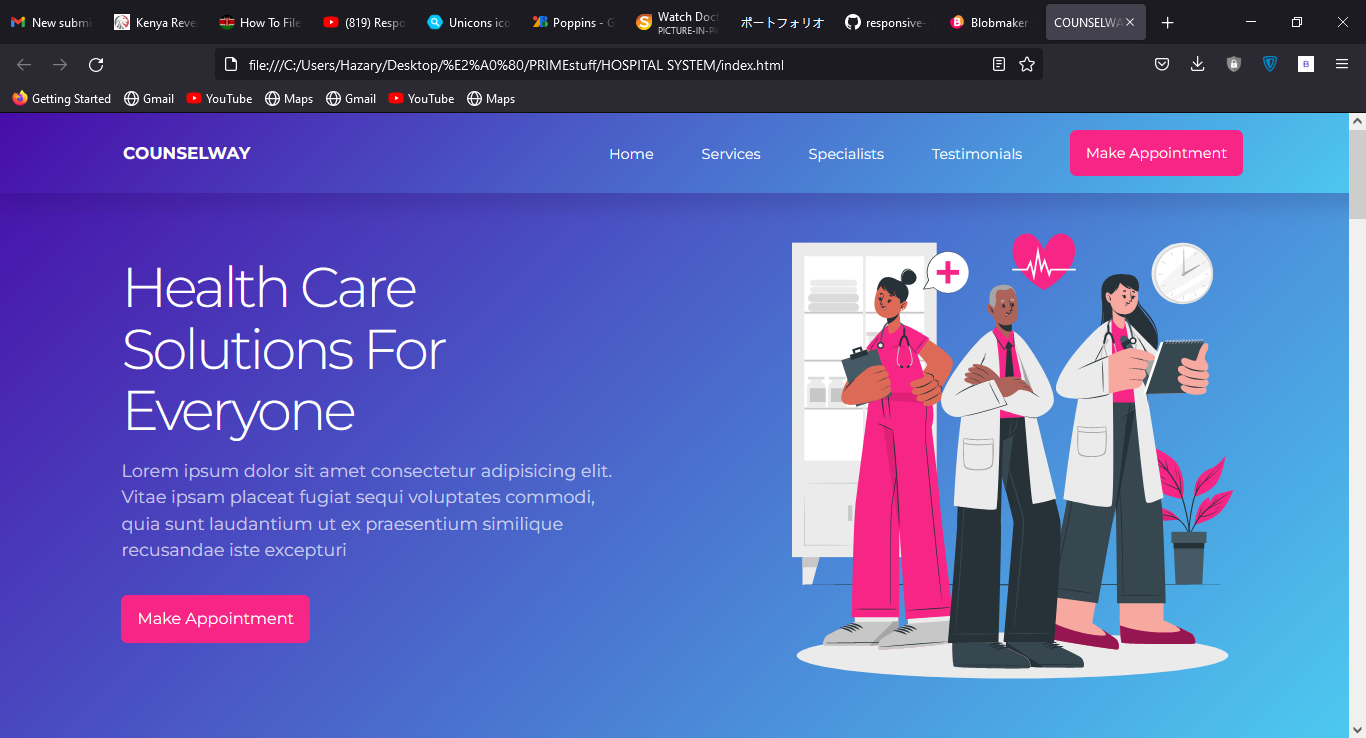 New submi
Kenya Reve
How To File
(819) Respo
Unicons ico
Poppins - G
Watch Doct
PICTURE-IN-PI
ポートフォリオ
responsive-
Blobmaker
COUNSELWA
file:///C:/Users/Hazary/Desktop/%E2%A0%80/PRIMEstuff/HOSPITAL SYSTEM/index.html
Getting Started Gmail YouTube Maps Gmail YouTube Maps
COUNSELWAY Home Services Specialists Testimonials Make Appointment
Health Care
Solutions For
Everyone
Lorem ipsum dolor sit amet consectetur adipisicing elit.
Vitae ipsam placeat fugiat sequi voluptates commodi,
quia sunt laudantium ut ex praesentium similique
recusandae iste excepturi
Make Appointment